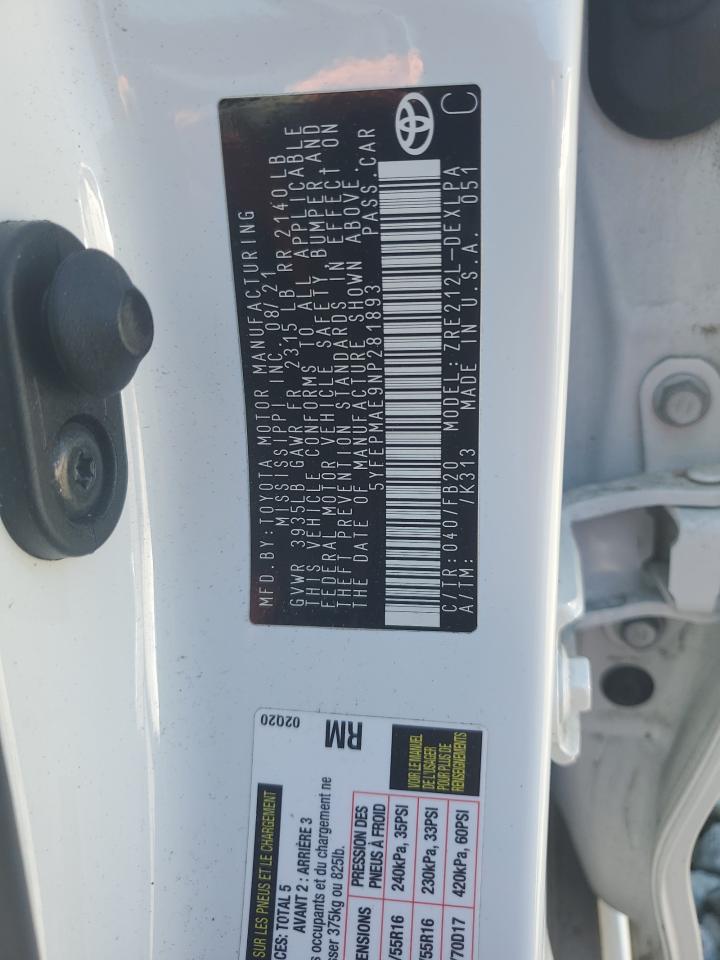 MFD.BY:TOYOTA MOTOR MANUFACTURING
MISSISSIPPI INC. 08/21
GVWR 3935LB GAWR FR 2315 LB RR 2140 LB
THIS VEHICLE CONFORMS TO ALL APPLICABLE
FEDERAL MOTOR VEHICLE SAFETY, BUMPER, AND
THEFT PREVENTION STANDARDS IN EFFECT ON
THE DATE OF MANUFACTURE SHOWN ABOVE.
5YFEPMAE9NP281893 PASS.CAR
C/TR:0407/FB20 MODEL:ZRE212L-DEXLPA
A/TM: /K313 MADE IN U.S.A. 051
C
02Q20
RM
SUR LES PNEUS ET LE CHARGEMENT
CES: TOTAL 5
AVANT 2 : ARRIÈRE 3
occupants et du chargement ne
sser 375kg ou 825lb.
ENSIONS
PRESSION DES
PNEUS À FROID
/55R16
240kPa, 35PSI
55R16
230kPa, 33PSI
/70D17
420kPa, 60PSI
VOIR LE MANUEL
DE L'USAGER
POUR PLUS DE
RENSEIGNEMENTS